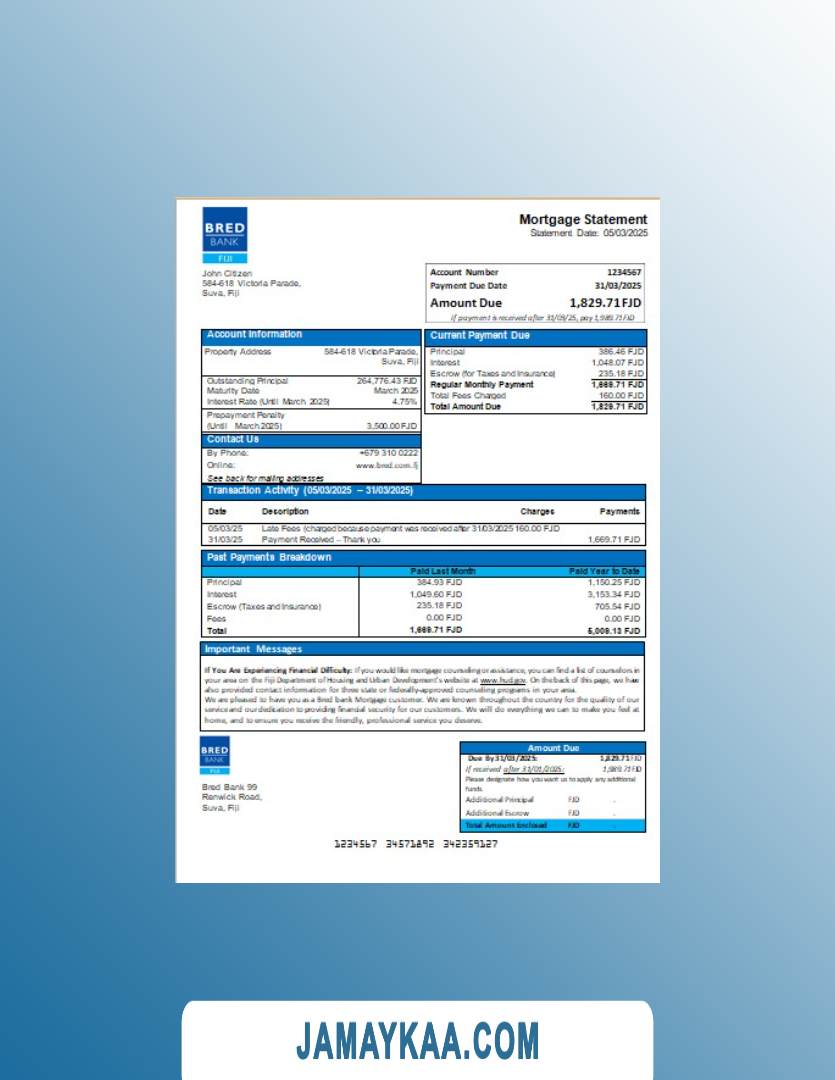 BRED
BANK
FIJI
Mortgage Statement
Statement Date: 05/03/2025
John Citizen
584-618 Victoria Parade,
Suva, Fiji
Account Number 1234567
Payment Due Date 31/03/2025
Amount Due 1,829.71FJD
If payment is received after 31/03/25, pay 1,989.71FJD
Account Information
Property Address 584-618 Victoria Parade,
Suva, Fiji
Outstanding Principal 264,776.43 FJD
Maturity Date March 2025
Interest Rate (Until March 2025) 4.75%
Prepayment Penalty
(Until March 2025) 3,500.00FJD
Contact Us
By Phone: +679 310 0222
Online: www.bred.com.fj
See back for mailing addresses
Current Payment Due
Principal 386.46 FJD
Interest 1,048.07 FJD
Escrow (for Taxes and Insurance) 235.18 FJD
Regular Monthly Payment 1,669.71 FJD
Total Fees Charged 160.00 FJD
Total Amount Due 1,829.71 FJD
Transaction Activity (05/03/2025 – 31/03/2025)
Date Description Charges Payments
05/03/25 Late Fees (charged because payment was received after 31/03/2025 160.00 FJD
31/03/25 Payment Received – Thank you 1,669.71 FJD
Past Payments Breakdown
Paid Last Month Paid Year to Date
Principal 384.93 FJD 1,150.25 FJD
Interest 1,049.60 FJD 3,153.34 FJD
Escrow (Taxes and Insurance) 235.18 FJD 705.54 FJD
Fees 0.00 FJD 0.00 FJD
Total 1,669.71 FJD 5,009.13 FJD
Important Messages
If You Are Experiencing Financial Difficulty: If you would like mortgage counseling or assistance, you can find a list of counselors in
your area on the Fiji Department of Housing and Urban Development's website at www.hud.gov. On the back of this page, we have
also provided contact information for three state or federally-approved counseling programs in your area.
We are pleased to have you as a Bred bank Mortgage customer. We are known throughout the country for the quality of our
service and our dedication to providing financial security for our customers. We will do everything we can to make you feel at
home, and to ensure you receive the friendly, professional service you deserve.
BRED
BANK
FIJI
Bred Bank 99
Renwick Road,
Suva, Fiji
Amount Due
Due By 31/03/2025: 1,829.71FJD
If received after 31/01/2025: 1,989.71FJD
Please designate how you want us to apply any additional
funds.
Additional Principal FJD -
Additional Escrow FJD -
Total Amount Enclosed FJD -
1234567 34571892 342359127
JAMAYKAA.COM